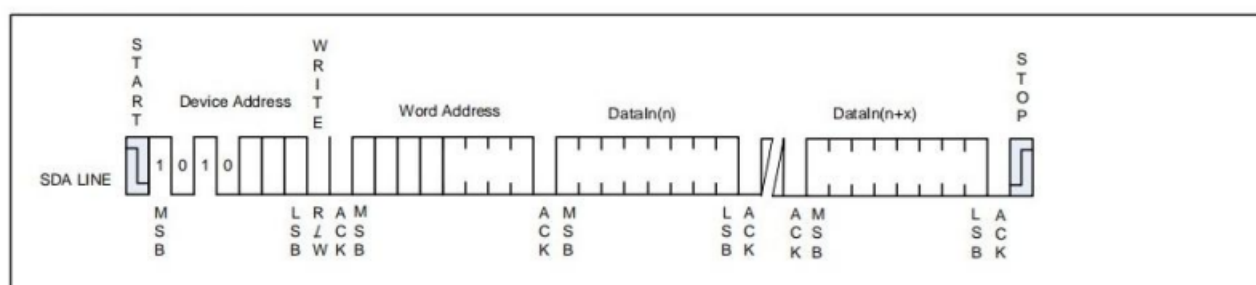 START
WRITE
STOP
Device Address
Word Address
DataIn(n)
DataIn(n+x)
SDA LINE
1 0 1 0
MSB
LSB
R/W
ACK
MSB
ACK
MSB
LSB
ACK
ACK
MSB
LSB
ACK